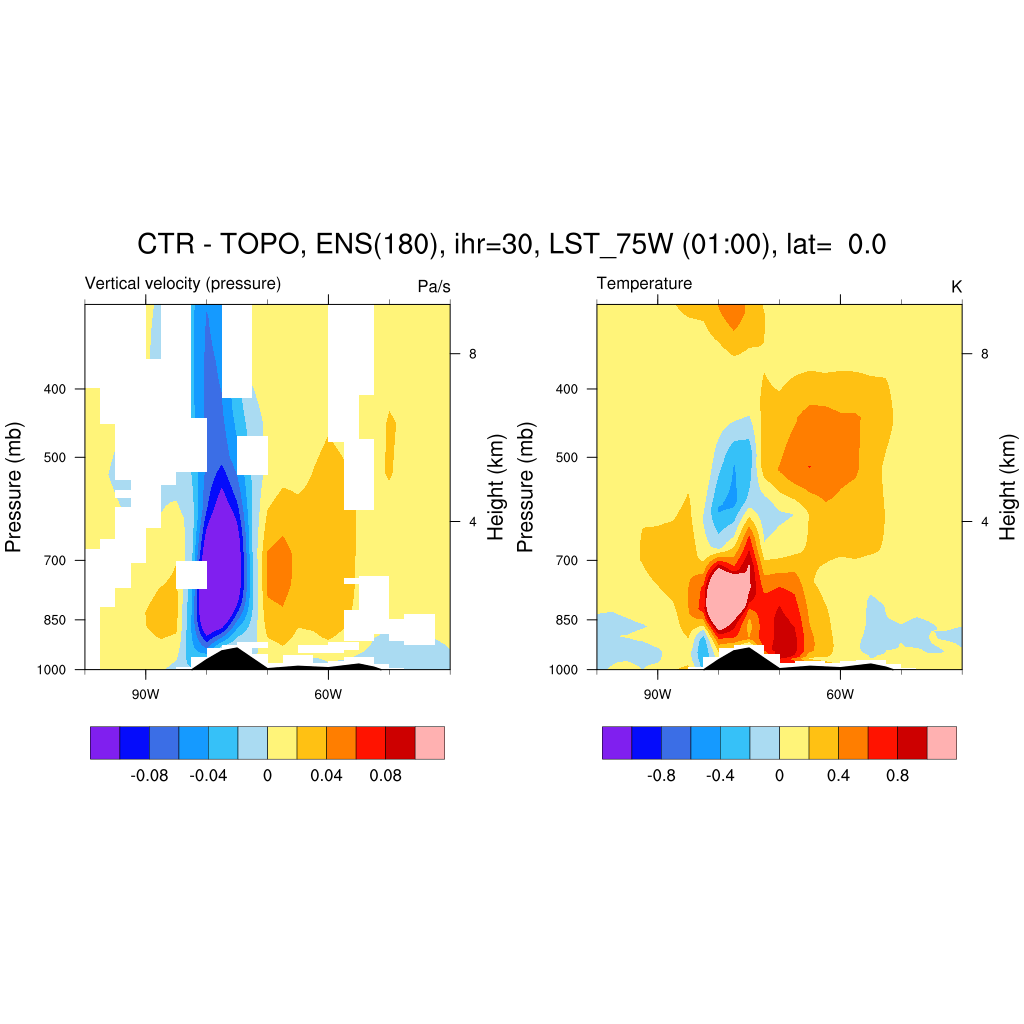 CTR - TOPO, ENS(180), ihr=30, LST_75W (01:00), lat=  0.0
Vertical velocity (pressure)
Pa/s
Pressure (mb)
400
500
700
850
1000
8
4
Height (km)
90W
60W
-0.08
-0.04
0
0.04
0.08
Temperature
K
Pressure (mb)
400
500
700
850
1000
8
4
Height (km)
90W
60W
-0.8
-0.4
0
0.4
0.8